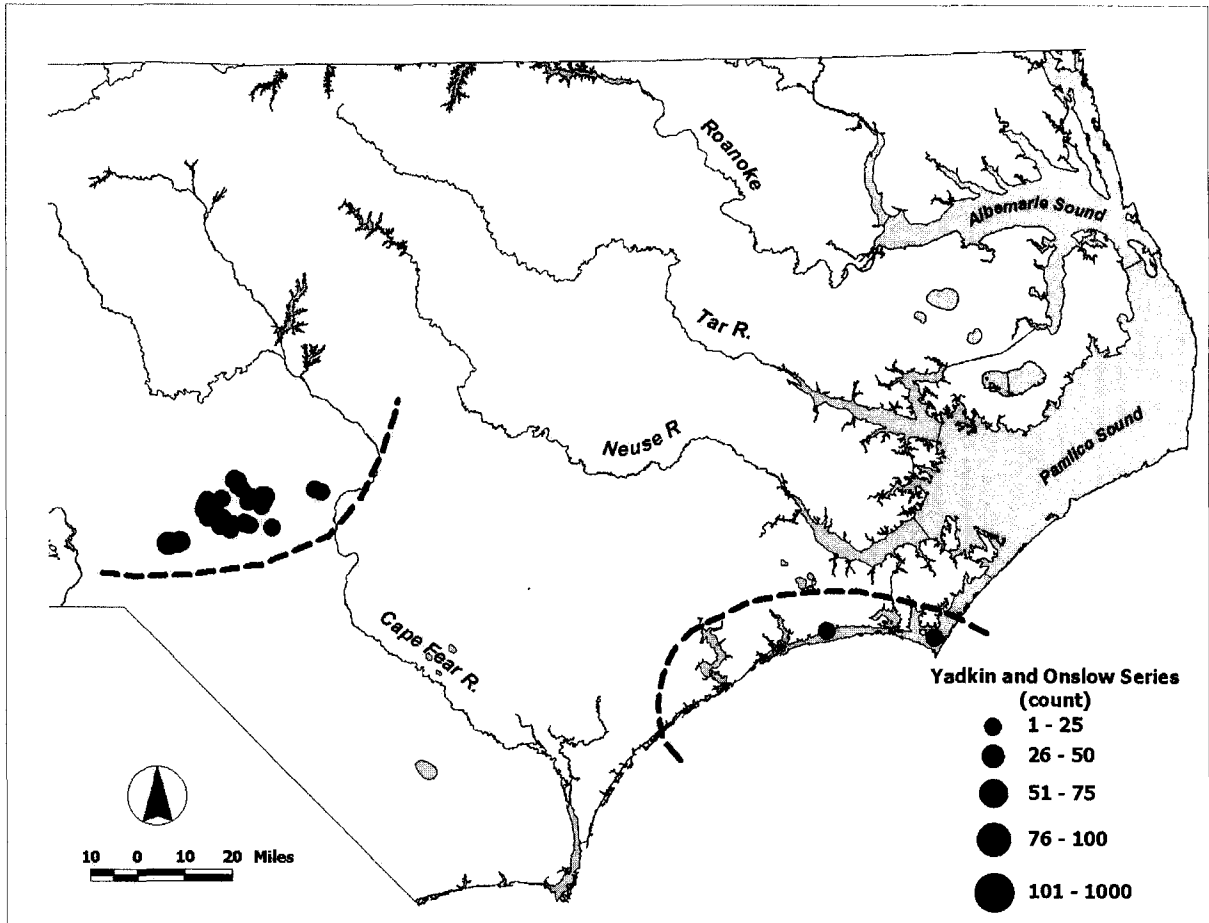 Roanoke
Albemarle Sound
Tar R.
Pamlico Sound
Neuse R
Cape Fear R.
Yadkin and Onslow Series
(count)
1 - 25
26 - 50
51 - 75
76 - 100
101 - 1000
10 0 10 20 Miles